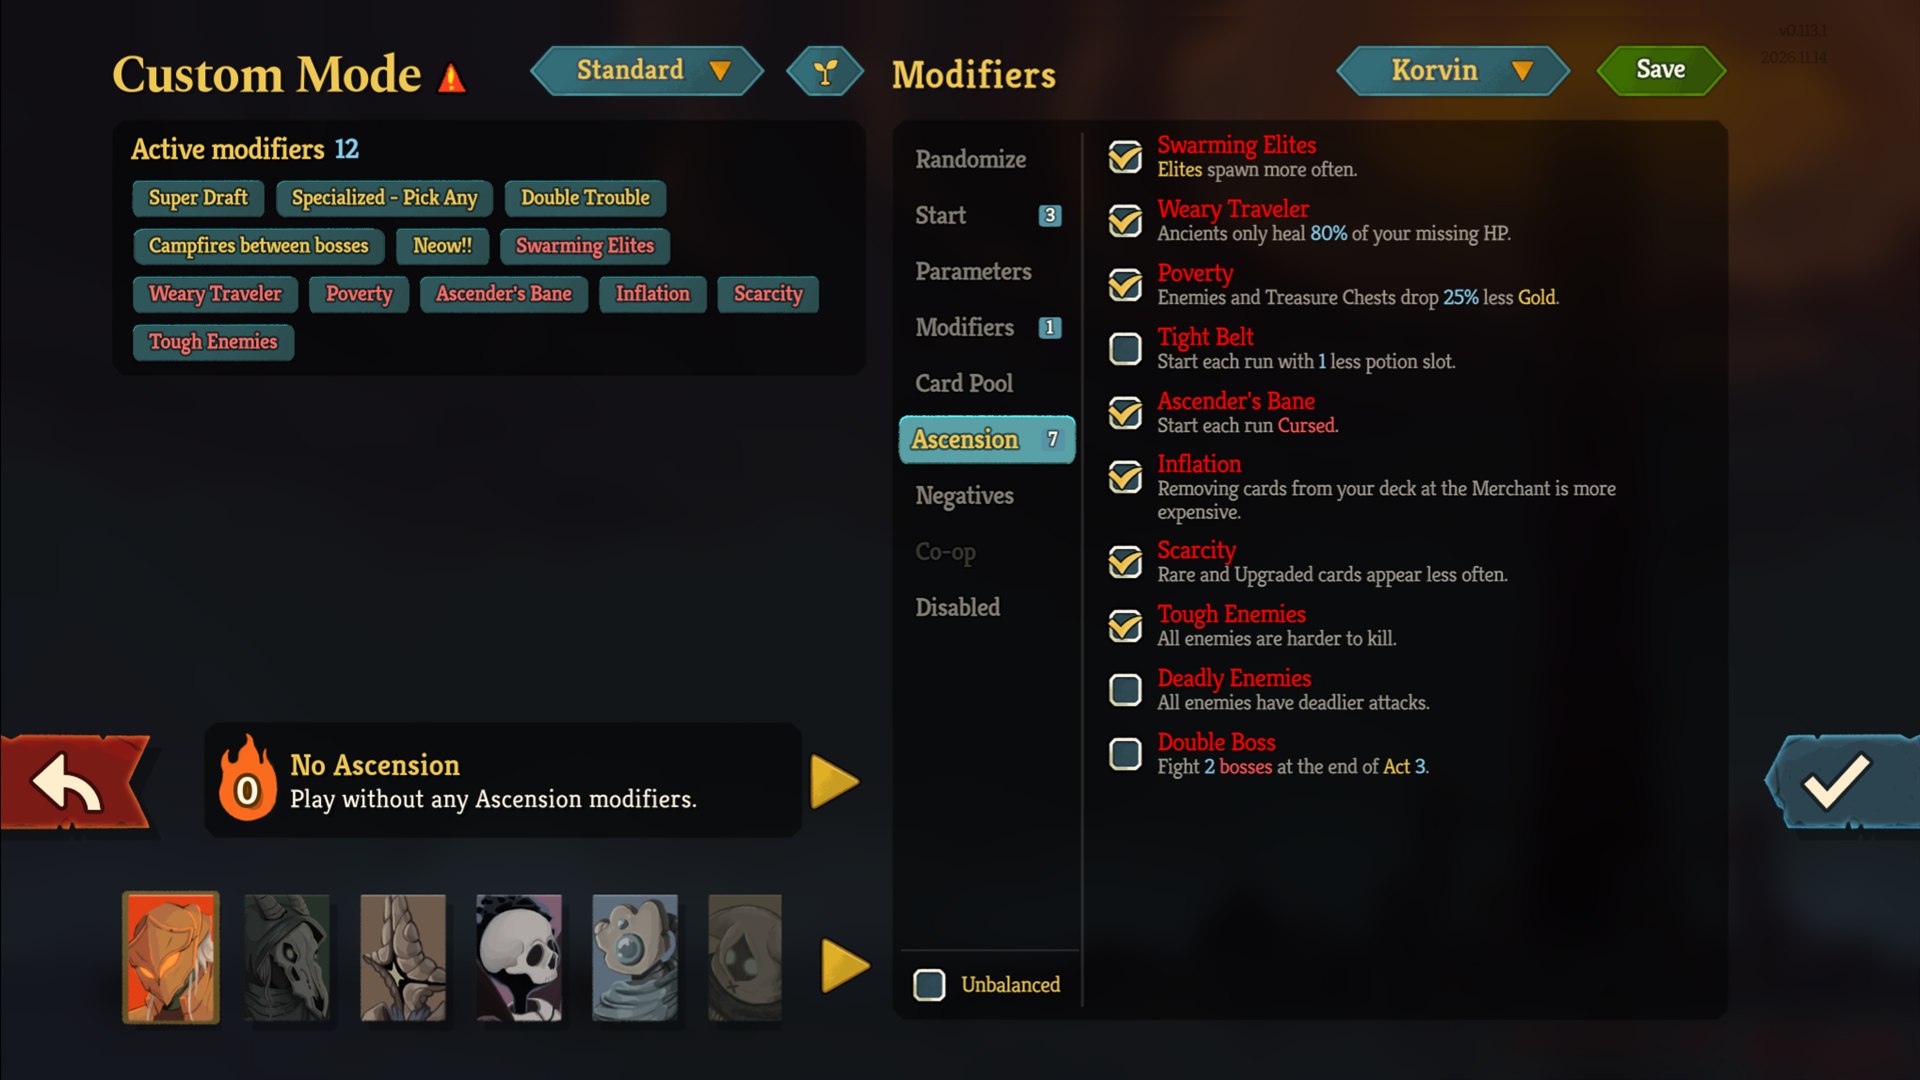 v0.113.1
2026.11.14
Custom Mode
Standard
Modifiers
Korvin
Save
Active modifiers 12
Super Draft
Specialized - Pick Any
Double Trouble
Campfires between bosses
Neow!!
Swarming Elites
Weary Traveler
Poverty
Ascender's Bane
Inflation
Scarcity
Tough Enemies
No Ascension
0
Play without any Ascension modifiers.
Randomize
Start 3
Parameters
Modifiers 1
Card Pool
Ascension 7
Negatives
Co-op
Disabled
Unbalanced
Swarming Elites
Elites spawn more often.
Weary Traveler
Ancients only heal 80% of your missing HP.
Poverty
Enemies and Treasure Chests drop 25% less Gold.
Tight Belt
Start each run with 1 less potion slot.
Ascender's Bane
Start each run Cursed.
Inflation
Removing cards from your deck at the Merchant is more
expensive.
Scarcity
Rare and Upgraded cards appear less often.
Tough Enemies
All enemies are harder to kill.
Deadly Enemies
All enemies have deadlier attacks.
Double Boss
Fight 2 bosses at the end of Act 3.